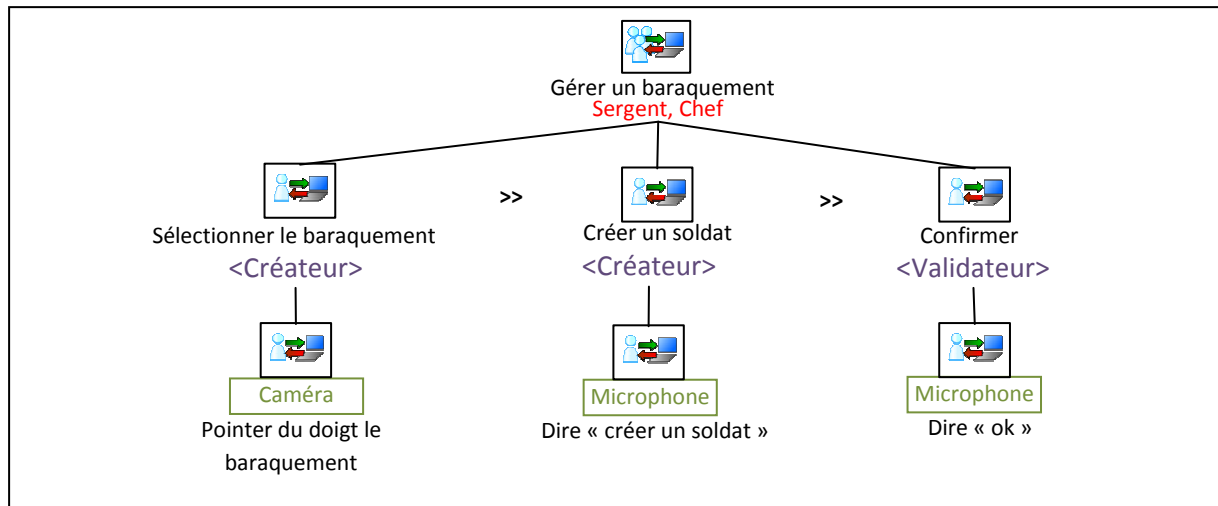 Gérer un baraquement
Sergent, Chef
>>
>>
Sélectionner le baraquement
Créer un soldat
Confirmer
<Créateur>
<Créateur>
<Validateur>
Caméra
Microphone
Microphone
Pointer du doigt le
baraquement
Dire « créer un soldat »
Dire « ok »